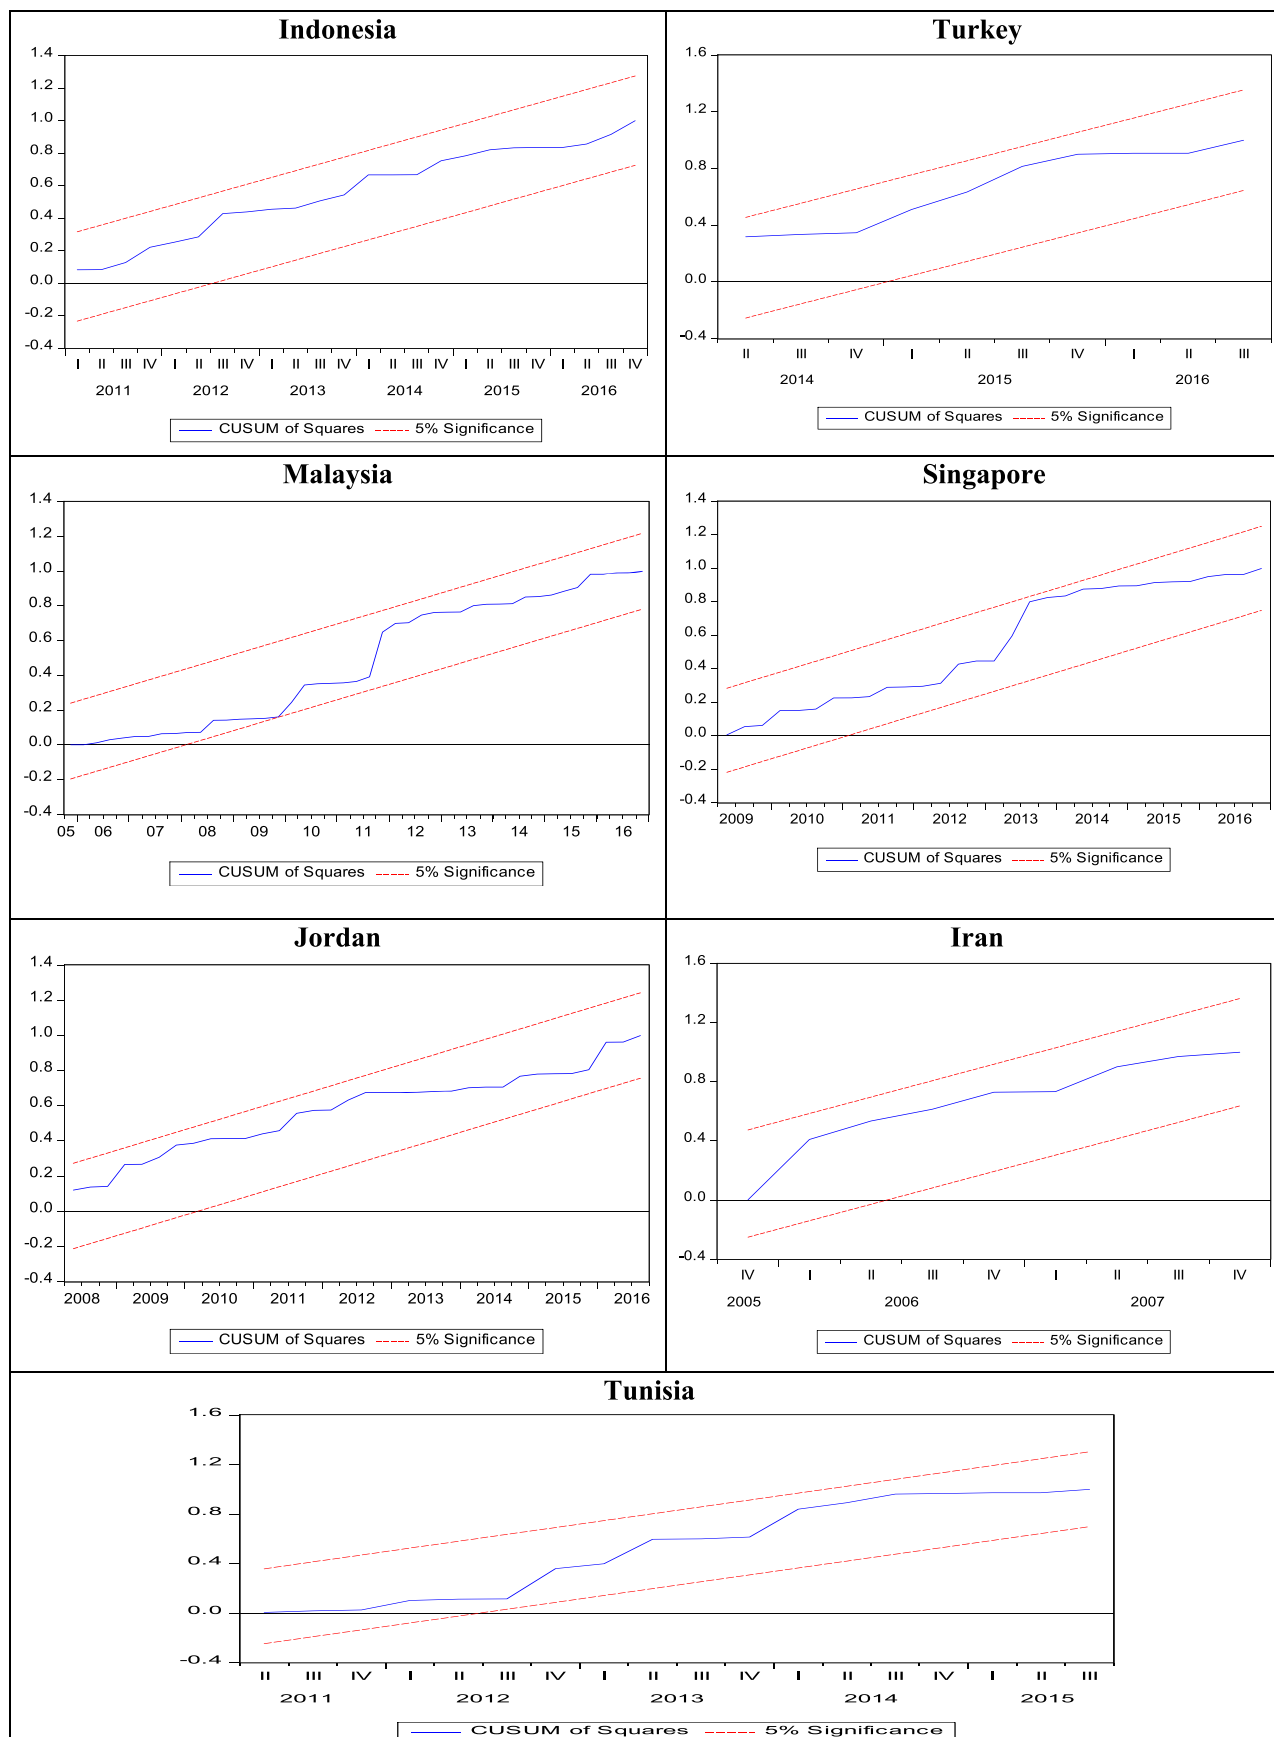 Indonesia
1.4
1.2
1.0
0.8
0.6
0.4
0.2
0.0
-0.2
-0.4
I II III IV I II III IV I II III IV I II III IV I II III IV I II III IV
2011 2012 2013 2014 2015 2016
CUSUM of Squares 5% Significance
Turkey
1.6
1.2
0.8
0.4
0.0
-0.4
II III IV I II III IV I II III
2014 2015 2016
CUSUM of Squares 5% Significance
Malaysia
1.4
1.2
1.0
0.8
0.6
0.4
0.2
0.0
-0.2
-0.4
05 06 07 08 09 10 11 12 13 14 15 16
CUSUM of Squares 5% Significance
Singapore
1.4
1.2
1.0
0.8
0.6
0.4
0.2
0.0
-0.2
-0.4
2009 2010 2011 2012 2013 2014 2015 2016
CUSUM of Squares 5% Significance
Jordan
1.4
1.2
1.0
0.8
0.6
0.4
0.2
0.0
-0.2
-0.4
2008 2009 2010 2011 2012 2013 2014 2015 2016
CUSUM of Squares 5% Significance
Iran
1.6
1.2
0.8
0.4
0.0
-0.4
IV I II III IV I II III IV
2005 2006 2007
CUSUM of Squares 5% Significance
Tunisia
1.6
1.2
0.8
0.4
0.0
-0.4
II III IV I II III IV I II III IV I II III IV I II III
2011 2012 2013 2014 2015
CUSUM of Squares 5% Significance